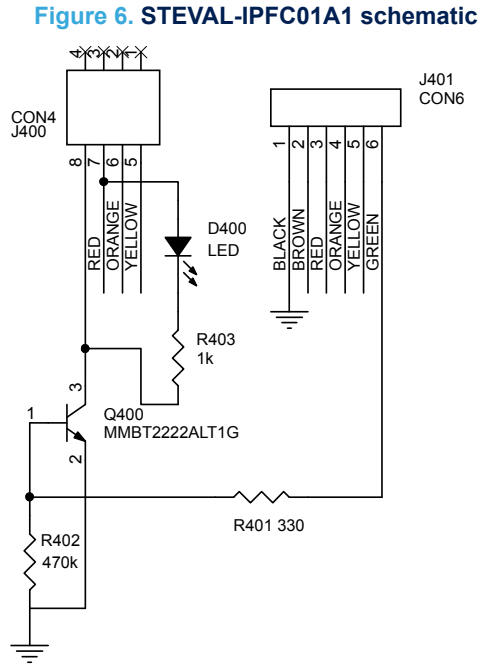 Figure 6. STEVAL-IPFC01A1 schematic
4 3 2 1
CON4
J400
8 7 6 5
RED
ORANGE
YELLOW
D400
LED
R403
1k
J401
CON6
1 2 3 4 5 6
BLACK
BROWN
RED
ORANGE
YELLOW
GREEN
3
1
2
Q400
MMBT2222ALT1G
R401 330
R402
470k